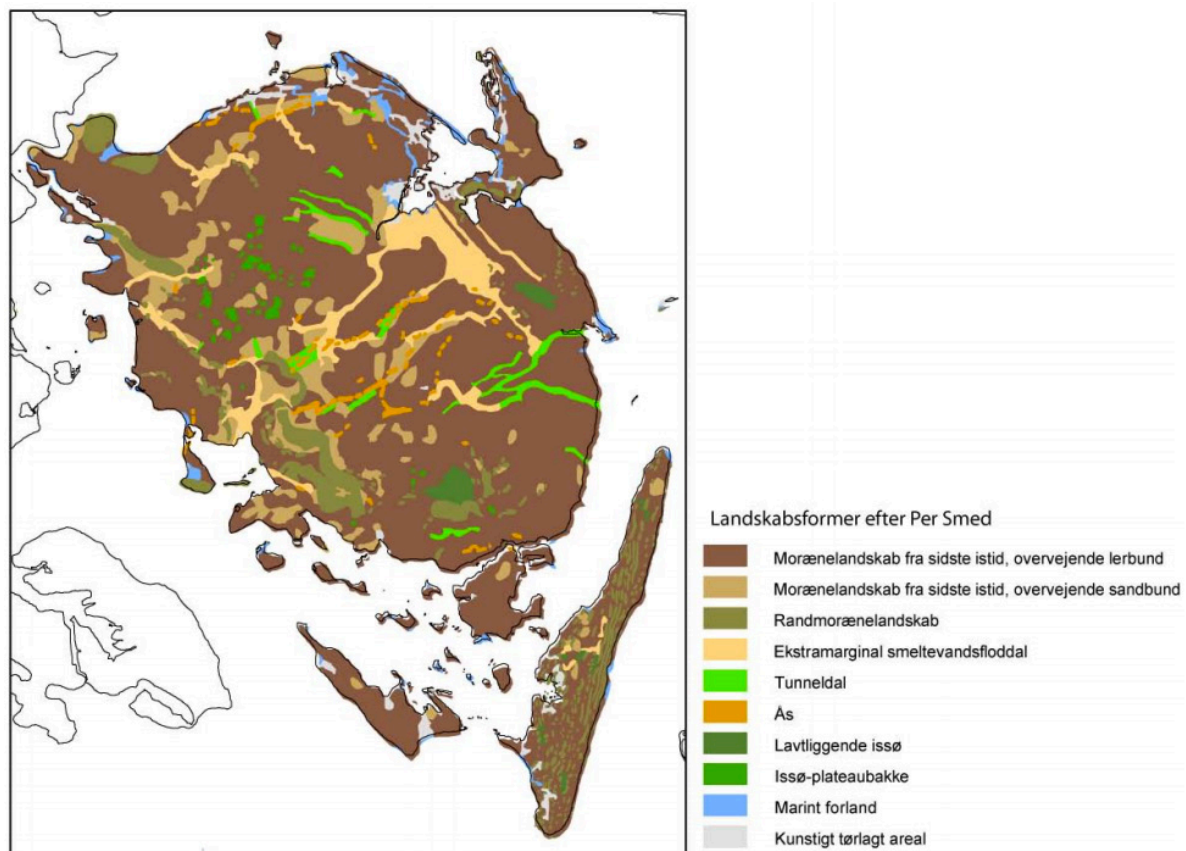 Landskabsformer efter Per Smed
Morænelandskab fra sidste istid, overvejende lerbund
Morænelandskab fra sidste istid, overvejende sandbund
Randmorænelandskab
Ekstramarginal smeltevandsfloddal
Tunneldal
Ås
Lavtliggende issø
Issø-plateaubakke
Marint forland
Kunstigt tørlagt areal